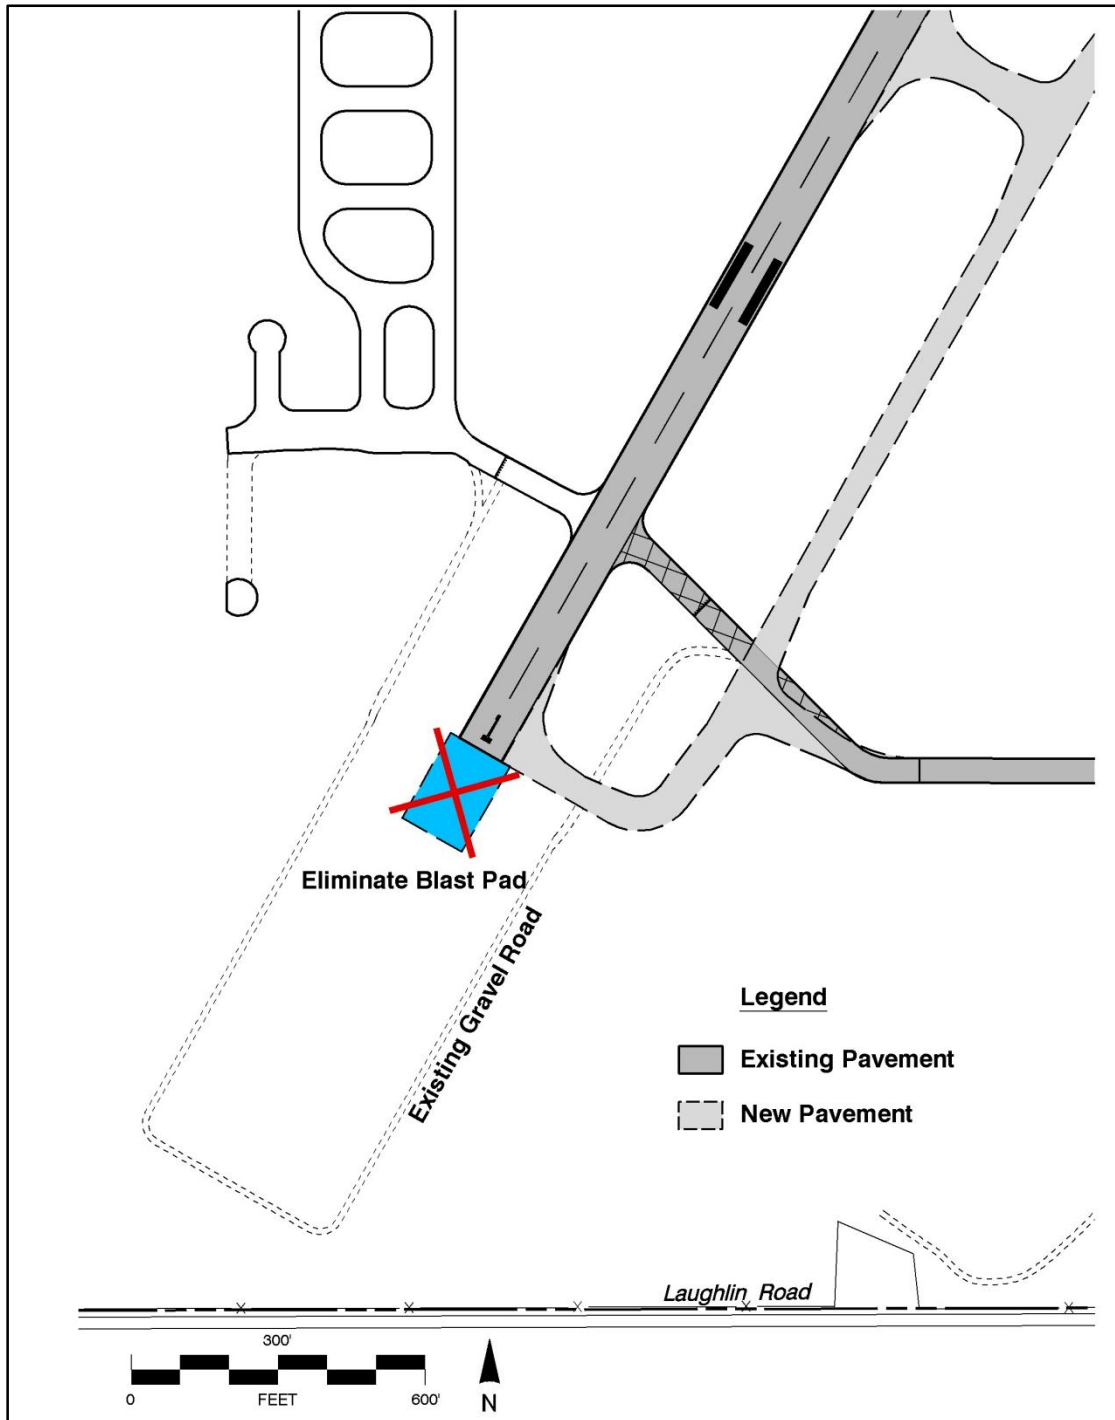 Eliminate Blast Pad
Existing Gravel Road
Legend
Existing Pavement
New Pavement
Laughlin Road
300'
0 FEET 600'
N